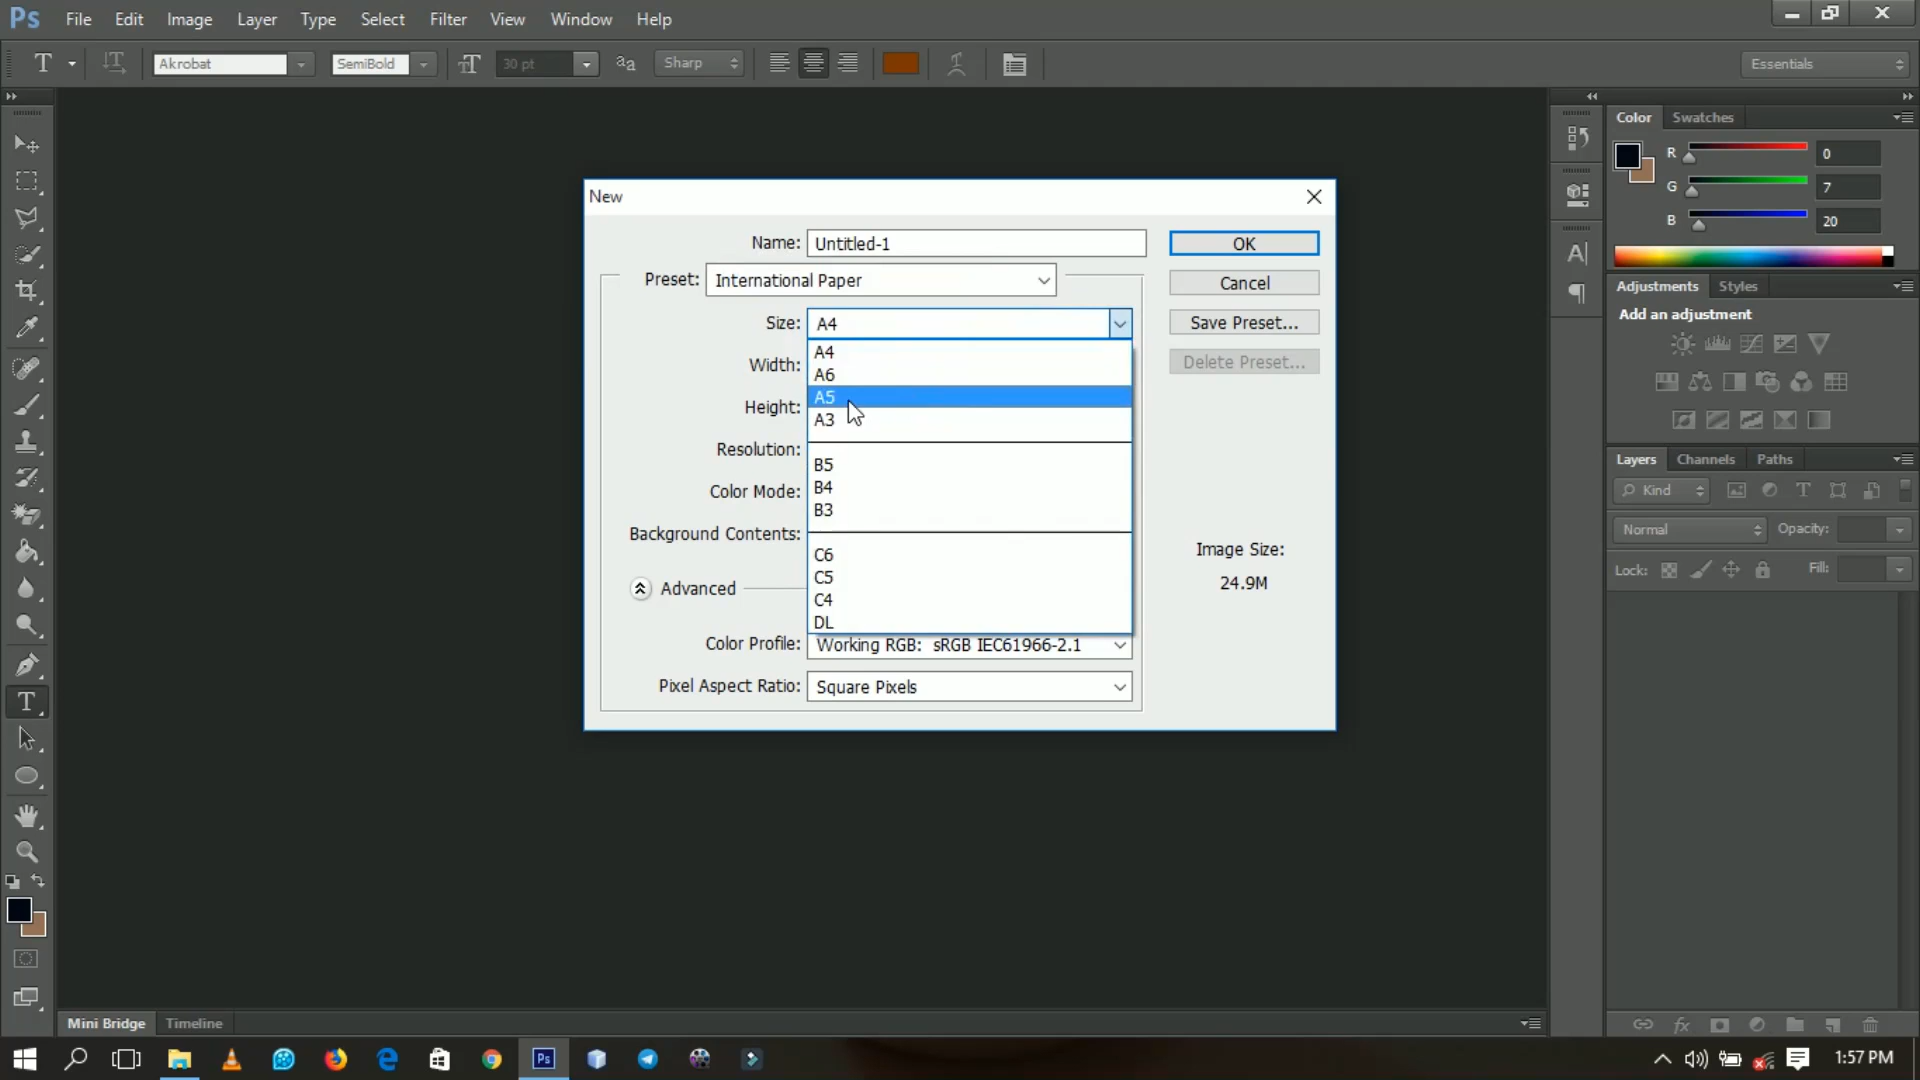 Ps File Edit Image Layer Type Select Filter View Window Help
T Akrobat SemiBold 30 pt aa Sharp Essentials
Color Swatches
R 0
G 7
B 20
Adjustments Styles
Add an adjustment
Layers Channels Paths
Kind
Normal Opacity:
Lock: Fill:
New
Name: Untitled-1 OK
Preset: International Paper Cancel
Size: A4 Save Preset...
Width: A4 Delete Preset...
A6
A5
Height: A3
Resolution:
B5
Color Mode: B4
B3
Background Contents:
C6
Advanced C5
C4
DL
Image Size:
24.9M
Color Profile: Working RGB: sRGB IEC61966-2.1
Pixel Aspect Ratio: Square Pixels
Mini Bridge Timeline
Ps 1:57 PM